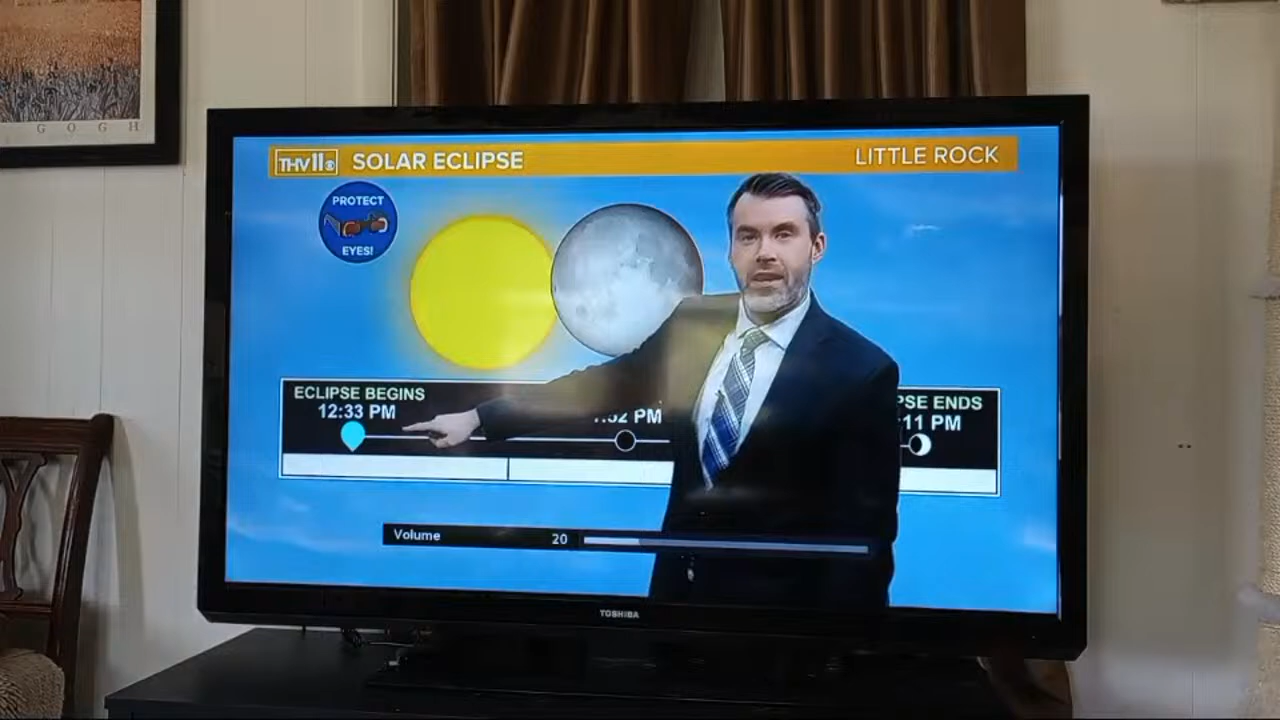 GOGH
THV11 SOLAR ECLIPSE
LITTLE ROCK
PROTECT
EYES!
ECLIPSE BEGINS
12:33 PM
:52 PM
PSE ENDS
:11 PM
Volume 20
TOSHIBA